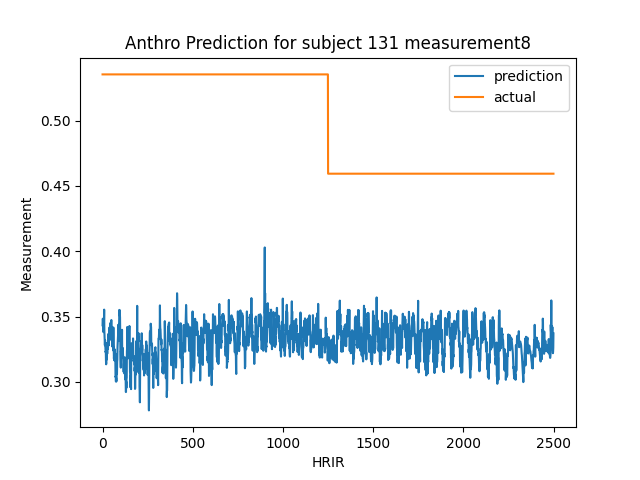 Anthro Prediction for subject 131 measurement8
prediction
actual
0.50
0.45
0.40
0.35
0.30
Measurement
0
500
1000
1500
2000
2500
HRIR